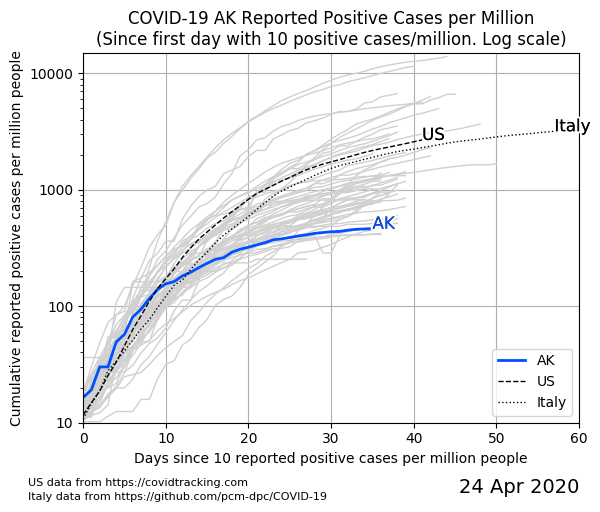 COVID-19 AK Reported Positive Cases per Million
(Since first day with 10 positive cases/million. Log scale)
Cumulative reported positive cases per million people
10000
1000
100
10
US
Italy
AK
AK
US
Italy
0 10 20 30 40 50 60
Days since 10 reported positive cases per million people
US data from https://covidtracking.com
Italy data from https://github.com/pcm-dpc/COVID-19
24 Apr 2020